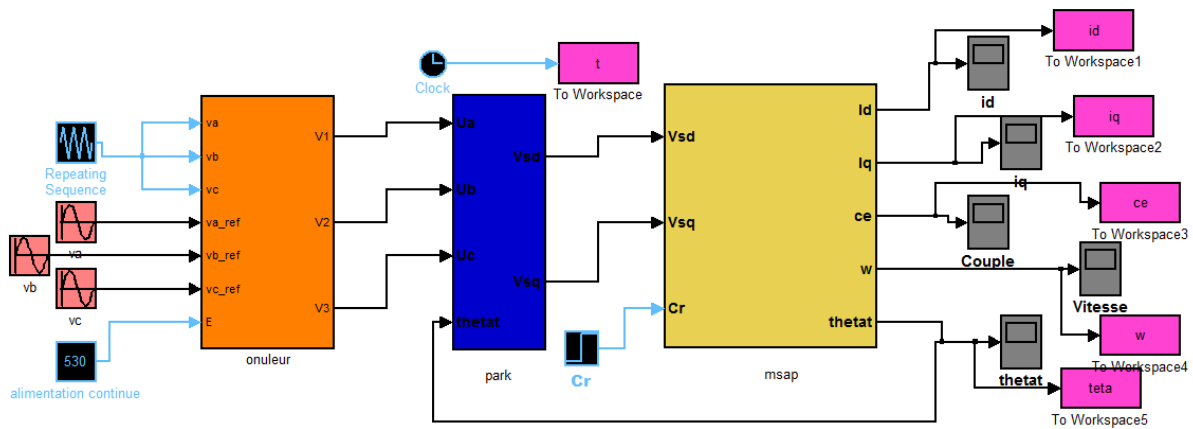 Clock
t
To Workspace
id
To Workspace1
id
iq
To Workspace2
iq
ce
To Workspace3
Couple
Vitesse
w
To Workspace4
thetat
teta
To Workspace5
Repeating
Sequence
va
vb
vc
530
alimentation continue
va
vb
vc
va_ref
vb_ref
vc_ref
E
V1
V2
V3
onuleur
Ua
Ub
Uc
thetat
Vsd
Vsq
park
Cr
Vsd
Vsq
Cr
Id
Iq
ce
w
thetat
msap